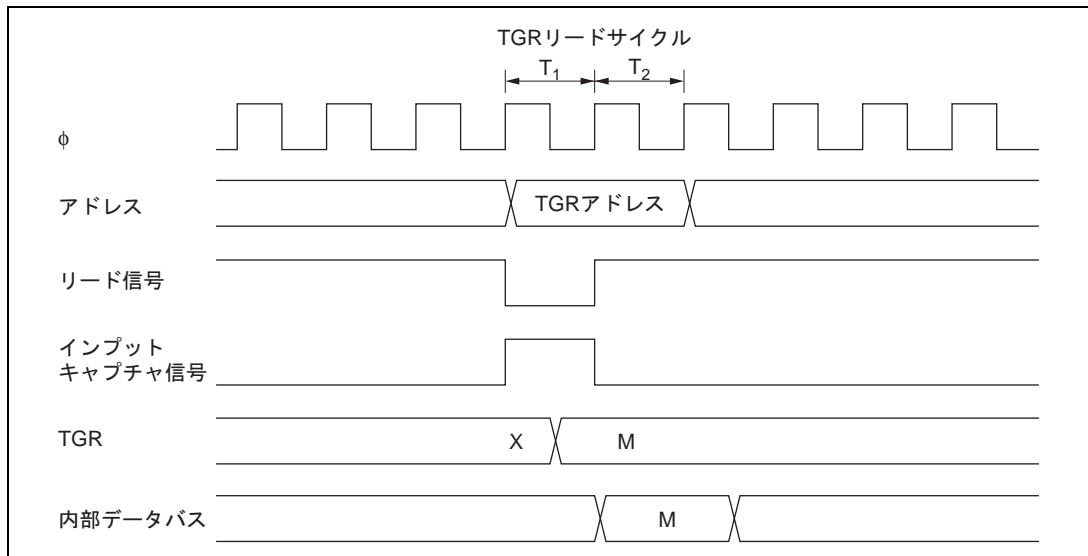 TGRリードサイクル
T1 T2
φ
アドレス
TGRアドレス
リード信号
インプット
キャプチャ信号
TGR
X M
内部データバス
M